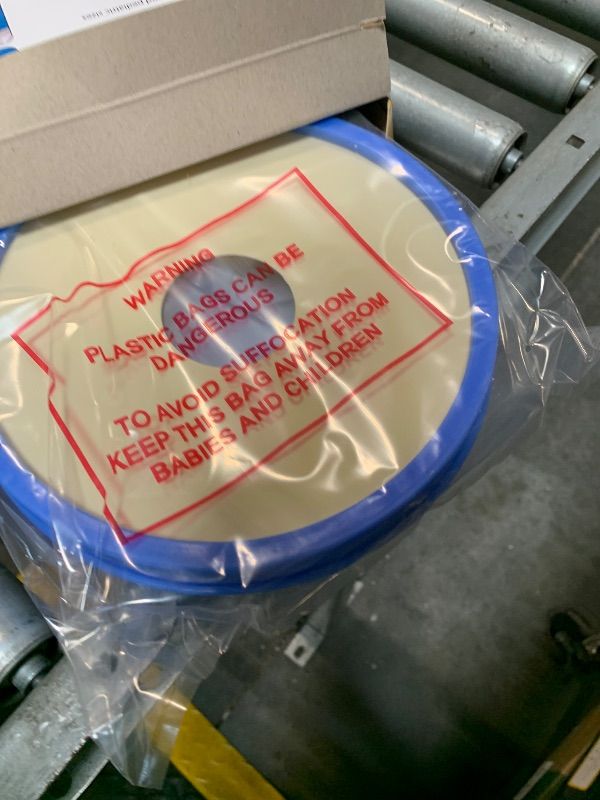 WARNING
PLASTIC BAGS CAN BE
DANGEROUS
TO AVOID SUFFOCATION
KEEP THIS BAG AWAY FROM
BABIES AND CHILDREN